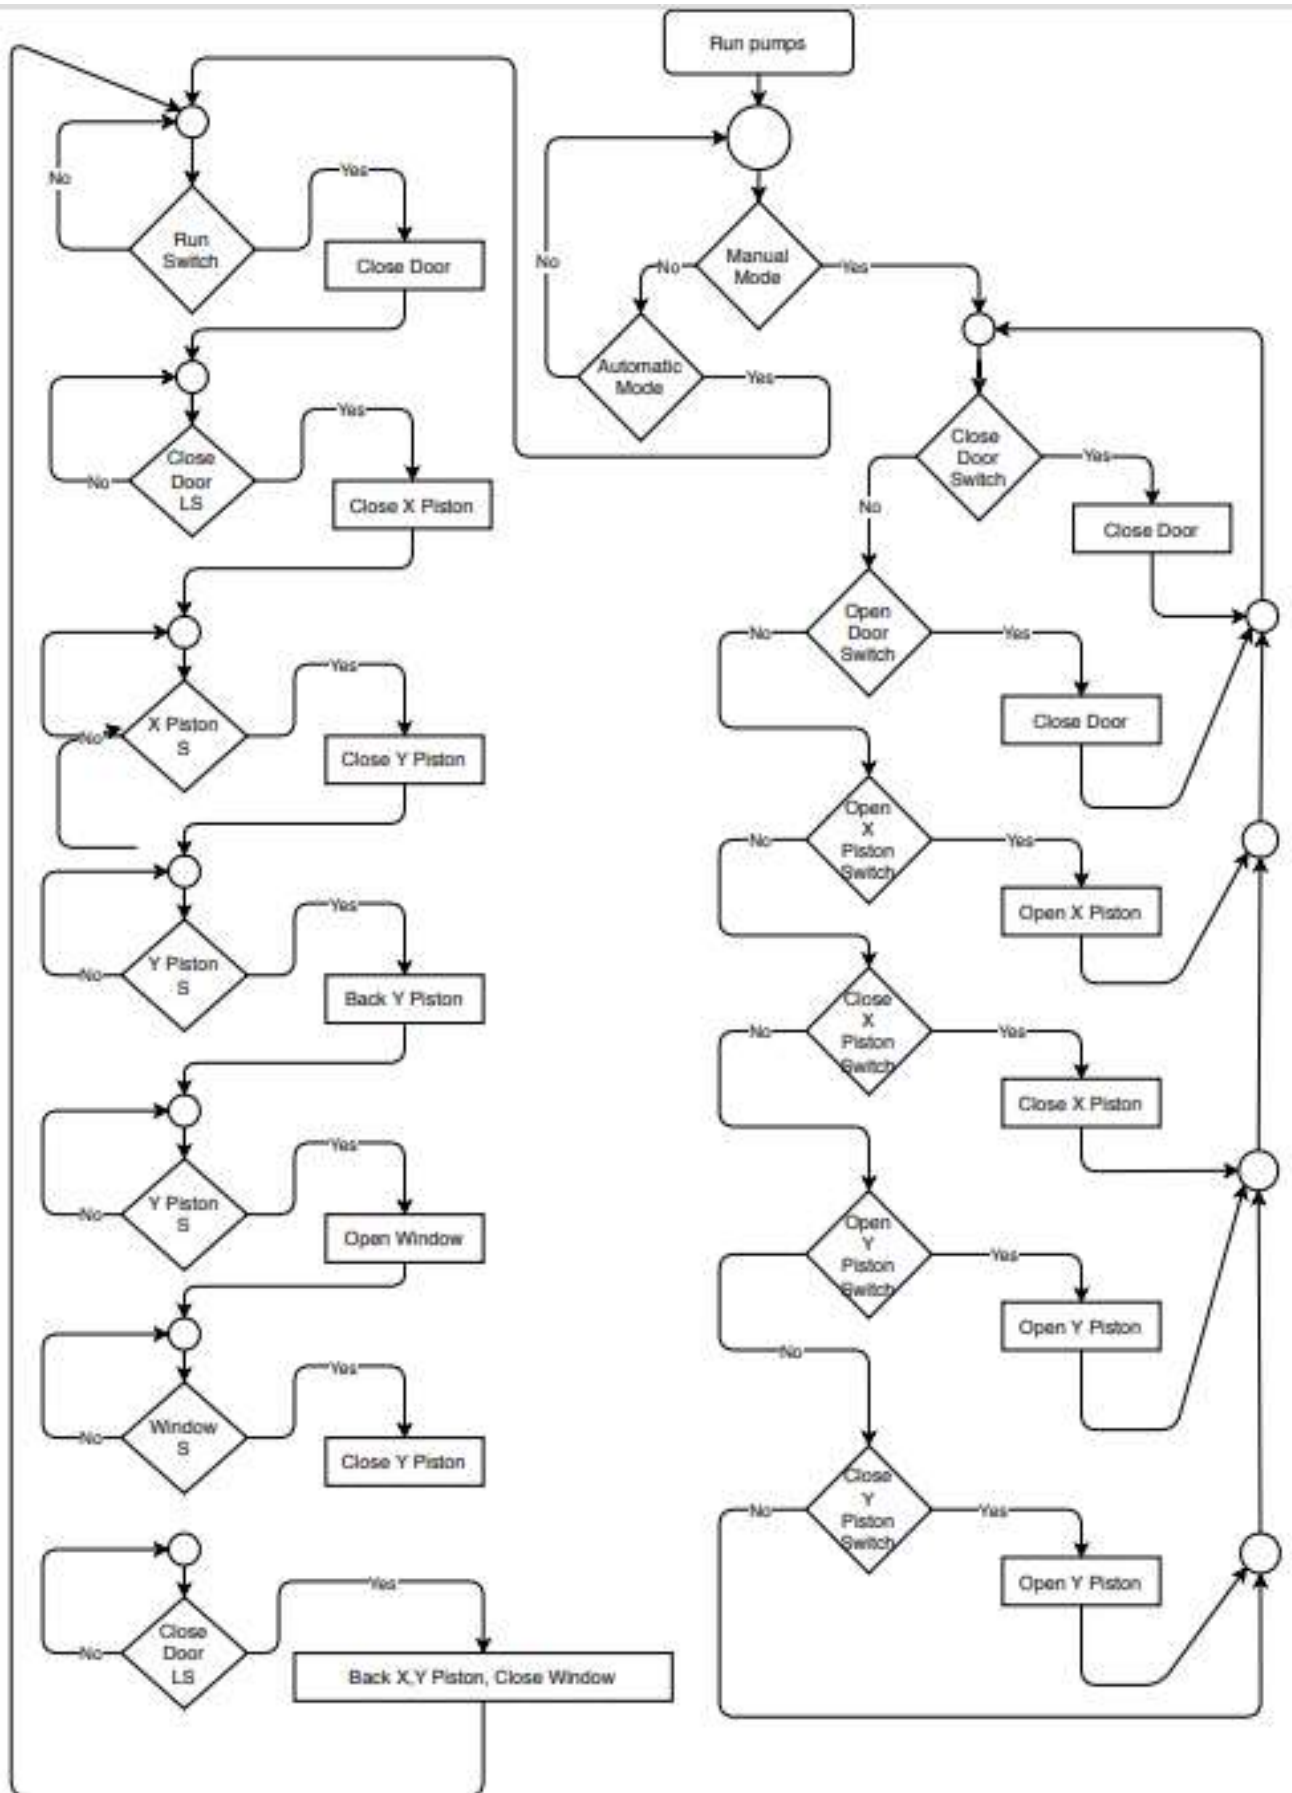 Run pumps
Manual
Mode
No
Yes
Automatic
Mode
No
Yes
Run
Switch
No
Yes
Close Door
Close
Door
LS
No
Yes
Close X Piston
X Piston
S
No
Yes
Close Y Piston
Y Piston
S
No
Yes
Back Y Piston
Y Piston
S
No
Yes
Open Window
Window
S
No
Yes
Close Y Piston
Close
Door
LS
No
Yes
Back X,Y Piston, Close Window
Close
Door
Switch
Yes
Close Door
No
Open
Door
Switch
No
Yes
Close Door
Open
X
Piston
Switch
No
Yes
Open X Piston
Close
X
Piston
Switch
No
Yes
Close X Piston
Open
Y
Piston
Switch
Yes
Open Y Piston
No
Close
Y
Piston
Switch
No
Yes
Open Y Piston